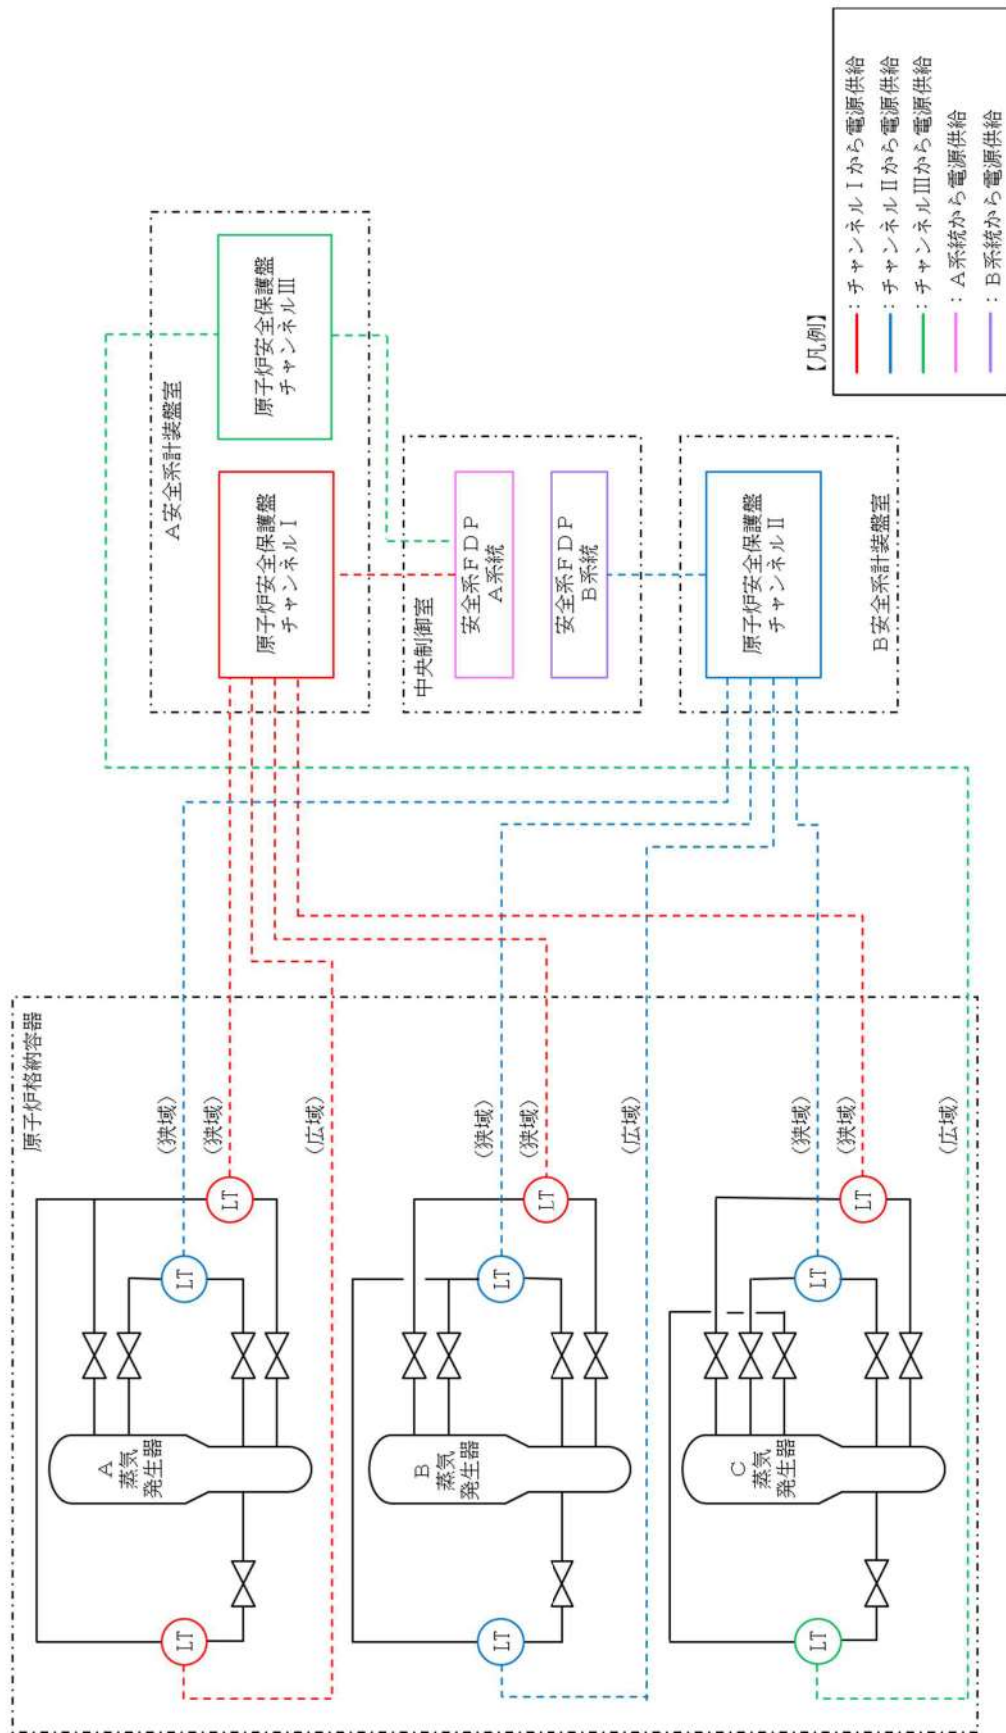 原子炉格納容器
A
蒸気
発生器
LT
LT
LT
(狭域)
(狭域)
(広域)
B
蒸気
発生器
LT
LT
LT
(狭域)
(狭域)
(広域)
C
蒸気
発生器
LT
LT
LT
(狭域)
(狭域)
(広域)
A安全系計装盤室
原子炉安全保護盤
チャンネルⅠ
原子炉安全保護盤
チャンネルⅢ
中央制御室
安全系FDP
A系統
安全系FDP
B系統
原子炉安全保護盤
チャンネルⅡ
B安全系計装盤室
【凡例】
：チャンネルⅠから電源供給
：チャンネルⅡから電源供給
：チャンネルⅢから電源供給
：A系統から電源供給
：B系統から電源供給